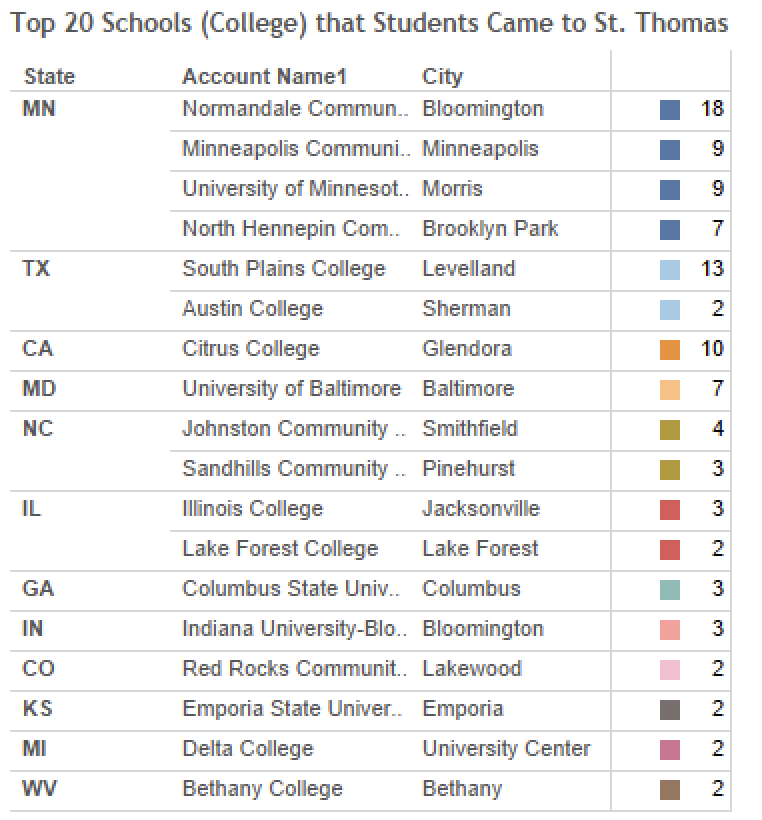 Top 20 Schools (College) that Students Came to St. Thomas
State Account Name1 City
MN Normandale Commun.. Bloomington 18
Minneapolis Communi.. Minneapolis 9
University of Minnesot.. Morris 9
North Hennepin Com.. Brooklyn Park 7
TX South Plains College Levelland 13
Austin College Sherman 2
CA Citrus College Glendora 10
MD University of Baltimore Baltimore 7
NC Johnston Community .. Smithfield 4
Sandhills Community .. Pinehurst 3
IL Illinois College Jacksonville 3
Lake Forest College Lake Forest 2
GA Columbus State Univ.. Columbus 3
IN Indiana University-Blo.. Bloomington 3
CO Red Rocks Communit.. Lakewood 2
KS Emporia State Univer.. Emporia 2
MI Delta College University Center 2
WV Bethany College Bethany 2